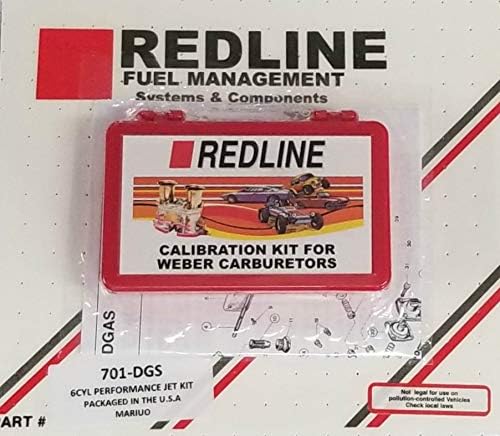 REDLINE
FUEL MANAGEMENT
Systems & Components
REDLINE
CALIBRATION KIT FOR
WEBER CARBURETORS
DGAS
701-DGS
6CYL PERFORMANCE JET KIT
PACKAGED IN THE U.S.A
MARIUO
Not legal for use on
pollution-controlled Vehicles
Check local laws
PART #